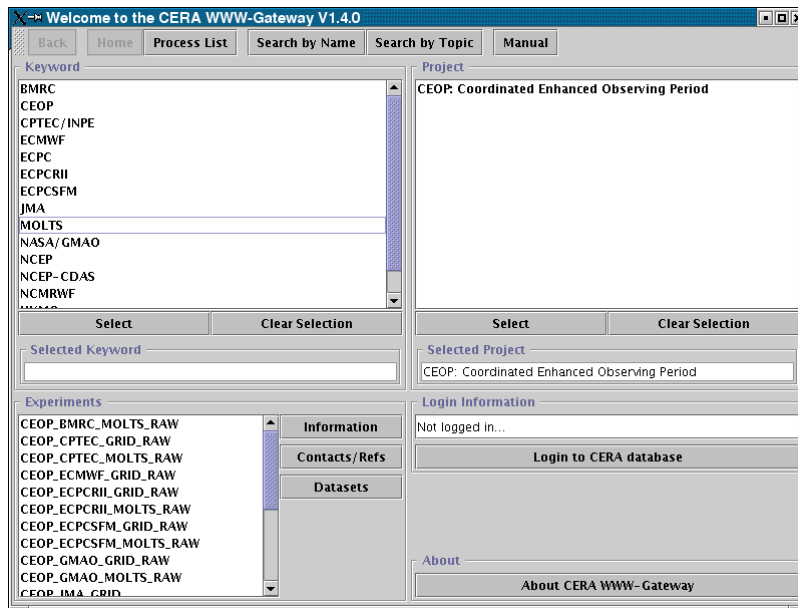 Welcome to the CERA WWW-Gateway V1.4.0
Back Home Process List Search by Name Search by Topic Manual
Keyword
BMRC
CEOP
CPTEC/INPE
ECMWF
ECPC
ECPCRII
ECPCSFM
JMA
MOLTS
NASA/GMAO
NCEP
NCEP-CDAS
NCMRWF
Select Clear Selection
Selected Keyword
Project
CEOP: Coordinated Enhanced Observing Period
Select Clear Selection
Selected Project
CEOP: Coordinated Enhanced Observing Period
Experiments
CEOP_BMRC_MOLTS_RAW
CEOP_CPTEC_GRID_RAW
CEOP_CPTEC_MOLTS_RAW
CEOP_ECMWF_GRID_RAW
CEOP_ECPCRII_GRID_RAW
CEOP_ECPCRII_MOLTS_RAW
CEOP_ECPCSFM_GRID_RAW
CEOP_ECPCSFM_MOLTS_RAW
CEOP_GMAO_GRID_RAW
CEOP_GMAO_MOLTS_RAW
CEOP_JMA_GRID
Information
Contacts/Refs
Datasets
Login Information
Not logged in...
Login to CERA database
About
About CERA WWW-Gateway